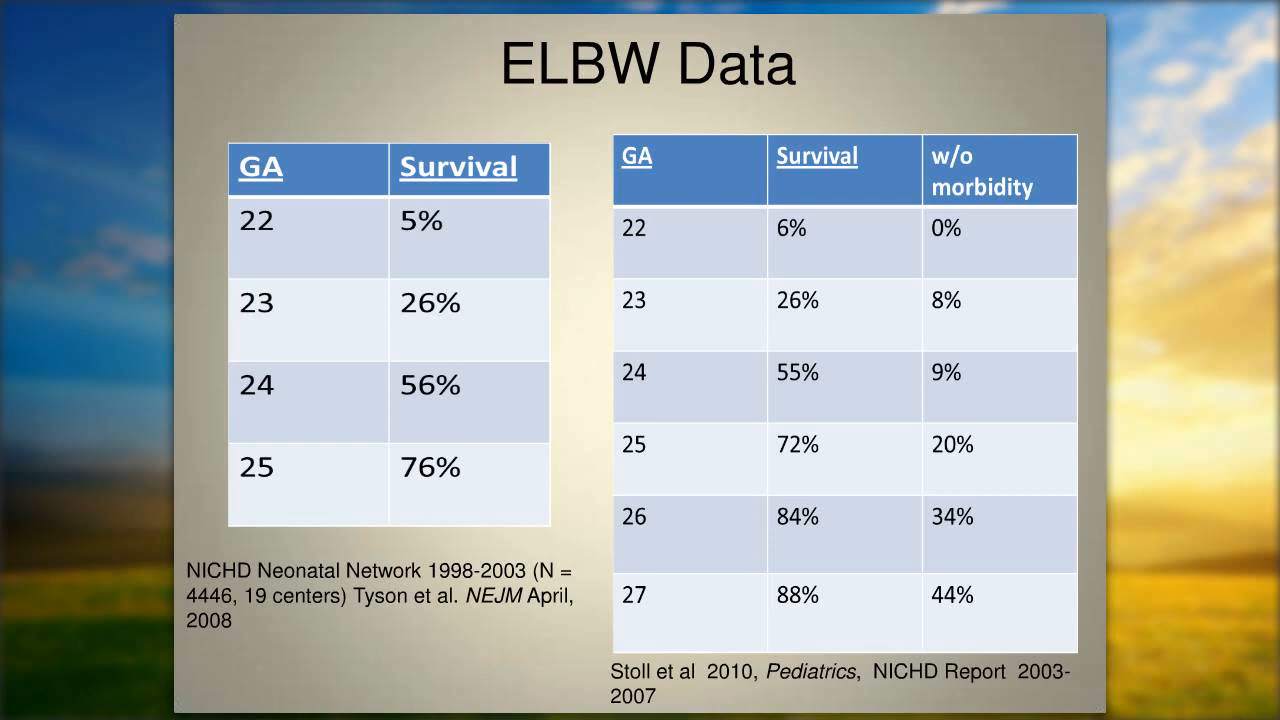 ELBW Data
GA Survival
22 5%
23 26%
24 56%
25 76%
NICHD Neonatal Network 1998-2003 (N =
4446, 19 centers) Tyson et al. NEJM April,
2008
GA Survival w/o
morbidity
22 6% 0%
23 26% 8%
24 55% 9%
25 72% 20%
26 84% 34%
27 88% 44%
Stoll et al 2010, Pediatrics, NICHD Report 2003-
2007